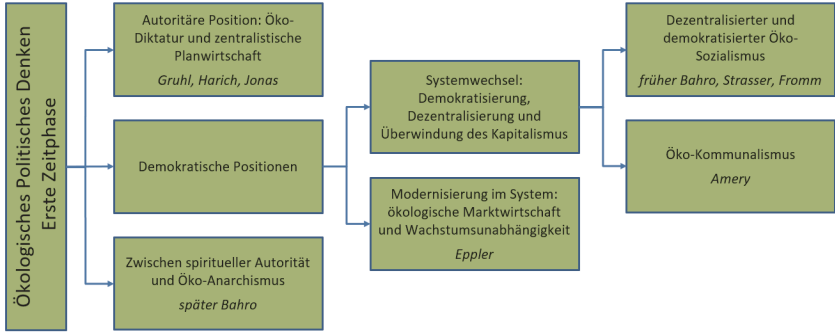 Ökologisches Politisches Denken
Erste Zeitphase
Autoritäre Position: Öko-
Diktatur und zentralistische
Planwirtschaft
Gruhl, Harich, Jonas
Demokratische Positionen
Zwischen spiritueller Autorität
und Öko-Anarchismus
später Bahro
Systemwechsel:
Demokratisierung,
Dezentralisierung und
Überwindung des Kapitalismus
Modernisierung im System:
ökologische Marktwirtschaft
und Wachstumsunabhängigkeit
Eppler
Dezentralisierter und
demokratisierter Öko-
Sozialismus
früher Bahro, Strasser, Fromm
Öko-Kommunalismus
Amery